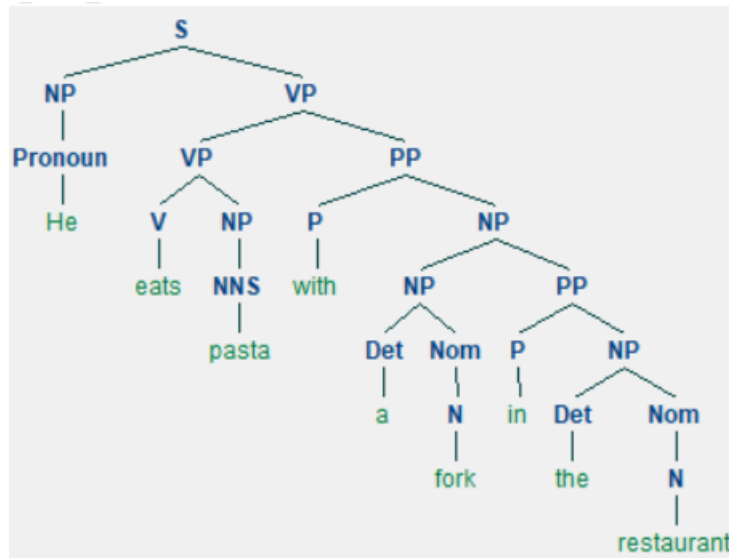 S
NP VP
Pronoun VP PP
He V NP P NP
eats NNS with NP PP
pasta Det Nom P NP
a N in Det Nom
fork the N
restaurant